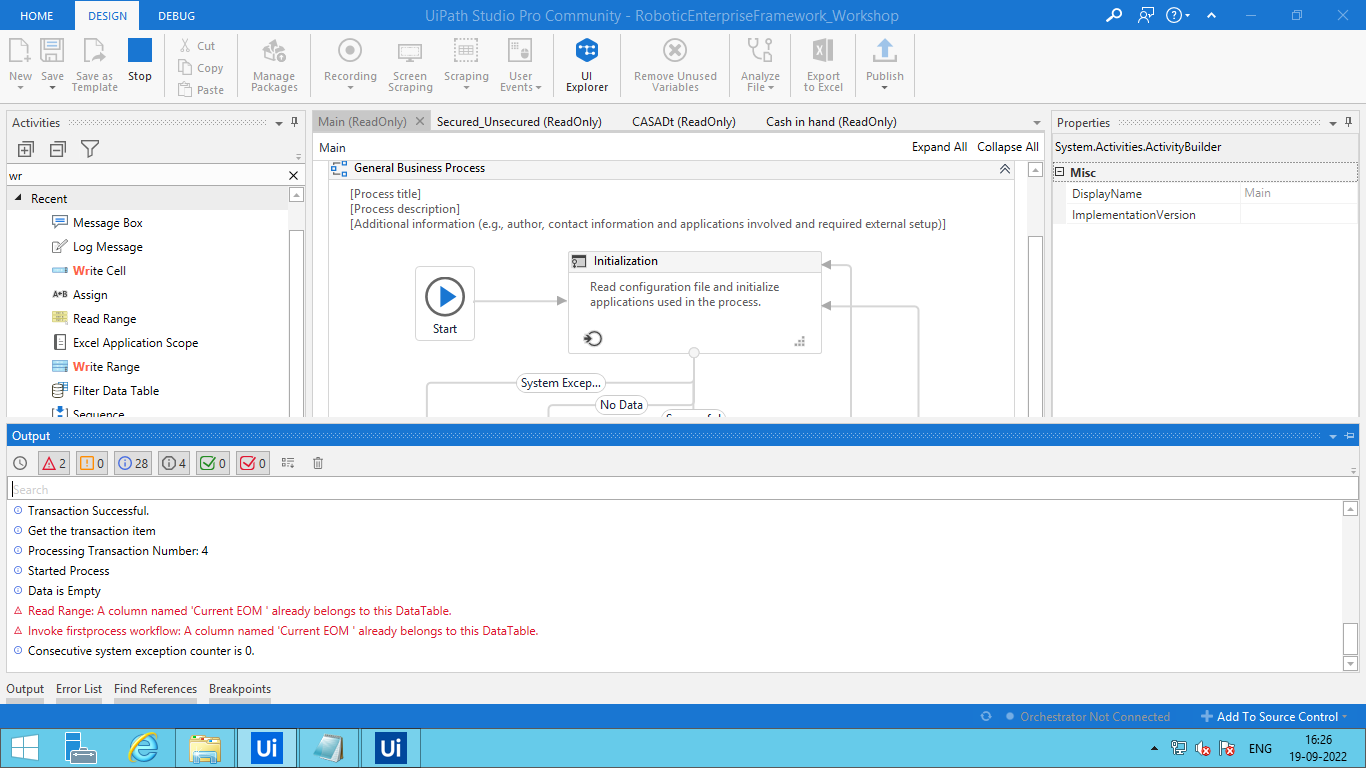 HOME DESIGN DEBUG UiPath Studio Pro Community - RoboticEnterpriseFramework_Workshop
New Save Save as Template Stop
Cut
Copy
Paste
Manage Packages
Recording Screen Scraping Scraping User Events
UI Explorer
Remove Unused Variables
Analyze File
Export to Excel
Publish
Activities
wr
Recent
Message Box
Log Message
Write Cell
A+B Assign
Read Range
Excel Application Scope
Write Range
Filter Data Table
Sequence
Main (ReadOnly) Secured_Unsecured (ReadOnly) CASADt (ReadOnly) Cash in hand (ReadOnly)
Main Expand All Collapse All
General Business Process
[Process title]
[Process description]
[Additional information (e.g., author, contact information and applications involved and required external setup)]
Start
Initialization
Read configuration file and initialize
applications used in the process.
System Excep...
No Data
Properties
System.Activities.ActivityBuilder
Misc
DisplayName Main
ImplementationVersion
Output
2 0 28 4 0 0
Search
Transaction Successful.
Get the transaction item
Processing Transaction Number: 4
Started Process
Data is Empty
Read Range: A column named 'Current EOM ' already belongs to this DataTable.
Invoke firstprocess workflow: A column named 'Current EOM ' already belongs to this DataTable.
Consecutive system exception counter is 0.
Output Error List Find References Breakpoints
Orchestrator Not Connected Add To Source Control
Ui Ui ENG 16:26
19-09-2022